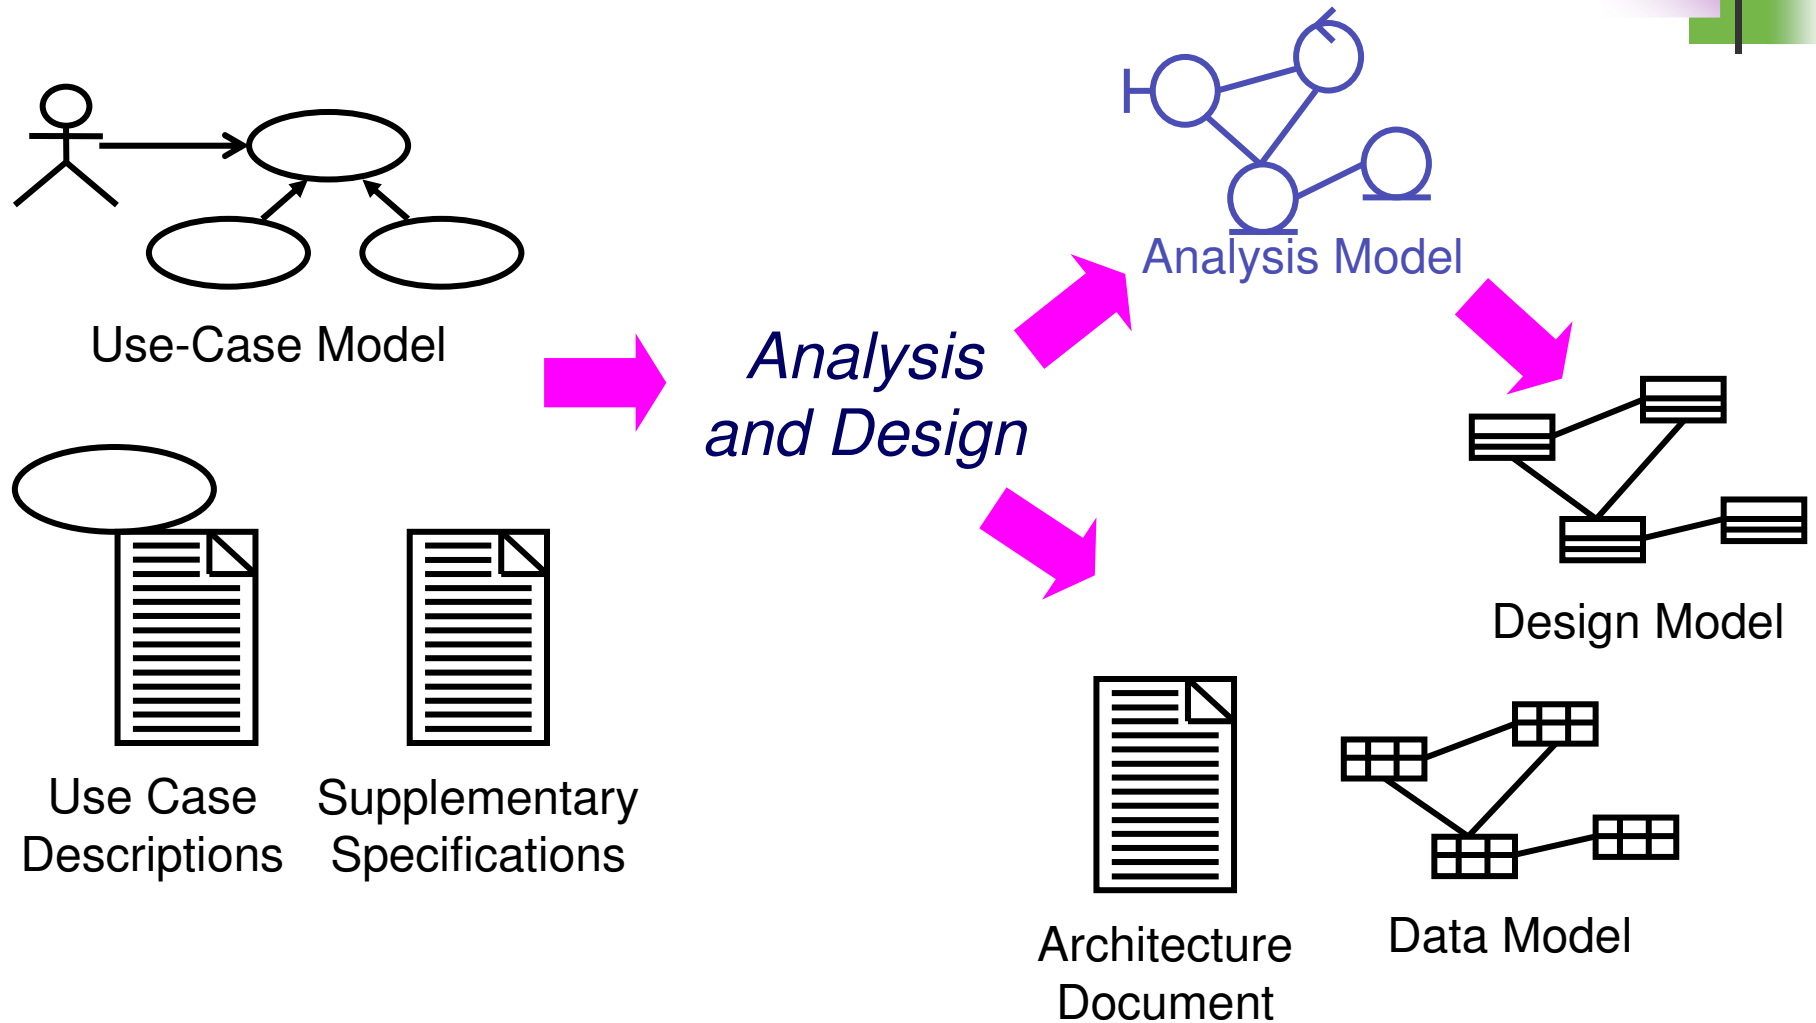 Use-Case Model
Use Case
Descriptions
Supplementary
Specifications
Analysis
and Design
Analysis Model
Design Model
Architecture
Document
Data Model